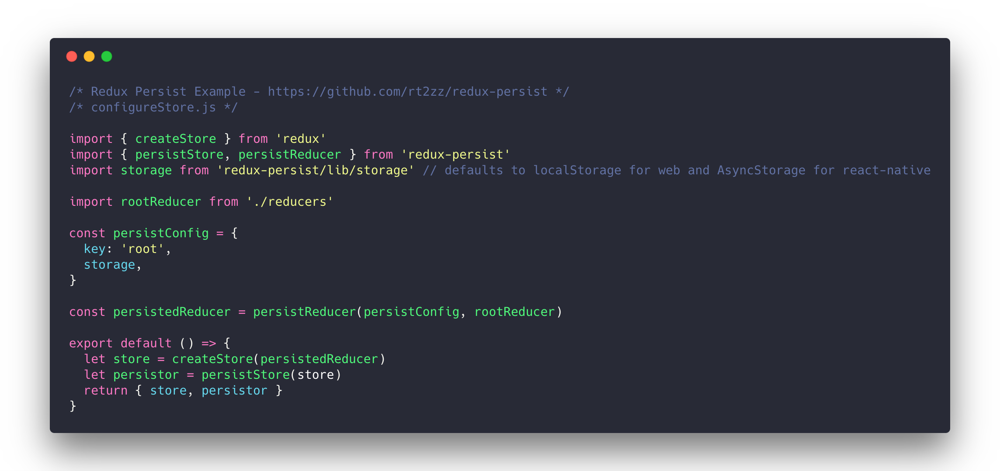 /* Redux Persist Example - https://github.com/rt2zz/redux-persist */
/* configureStore.js */

import { createStore } from 'redux'
import { persistStore, persistReducer } from 'redux-persist'
import storage from 'redux-persist/lib/storage' // defaults to localStorage for web and AsyncStorage for react-native

import rootReducer from './reducers'

const persistConfig = {
  key: 'root',
  storage,
}

const persistedReducer = persistReducer(persistConfig, rootReducer)

export default () => {
  let store = createStore(persistedReducer)
  let persistor = persistStore(store)
  return { store, persistor }
}